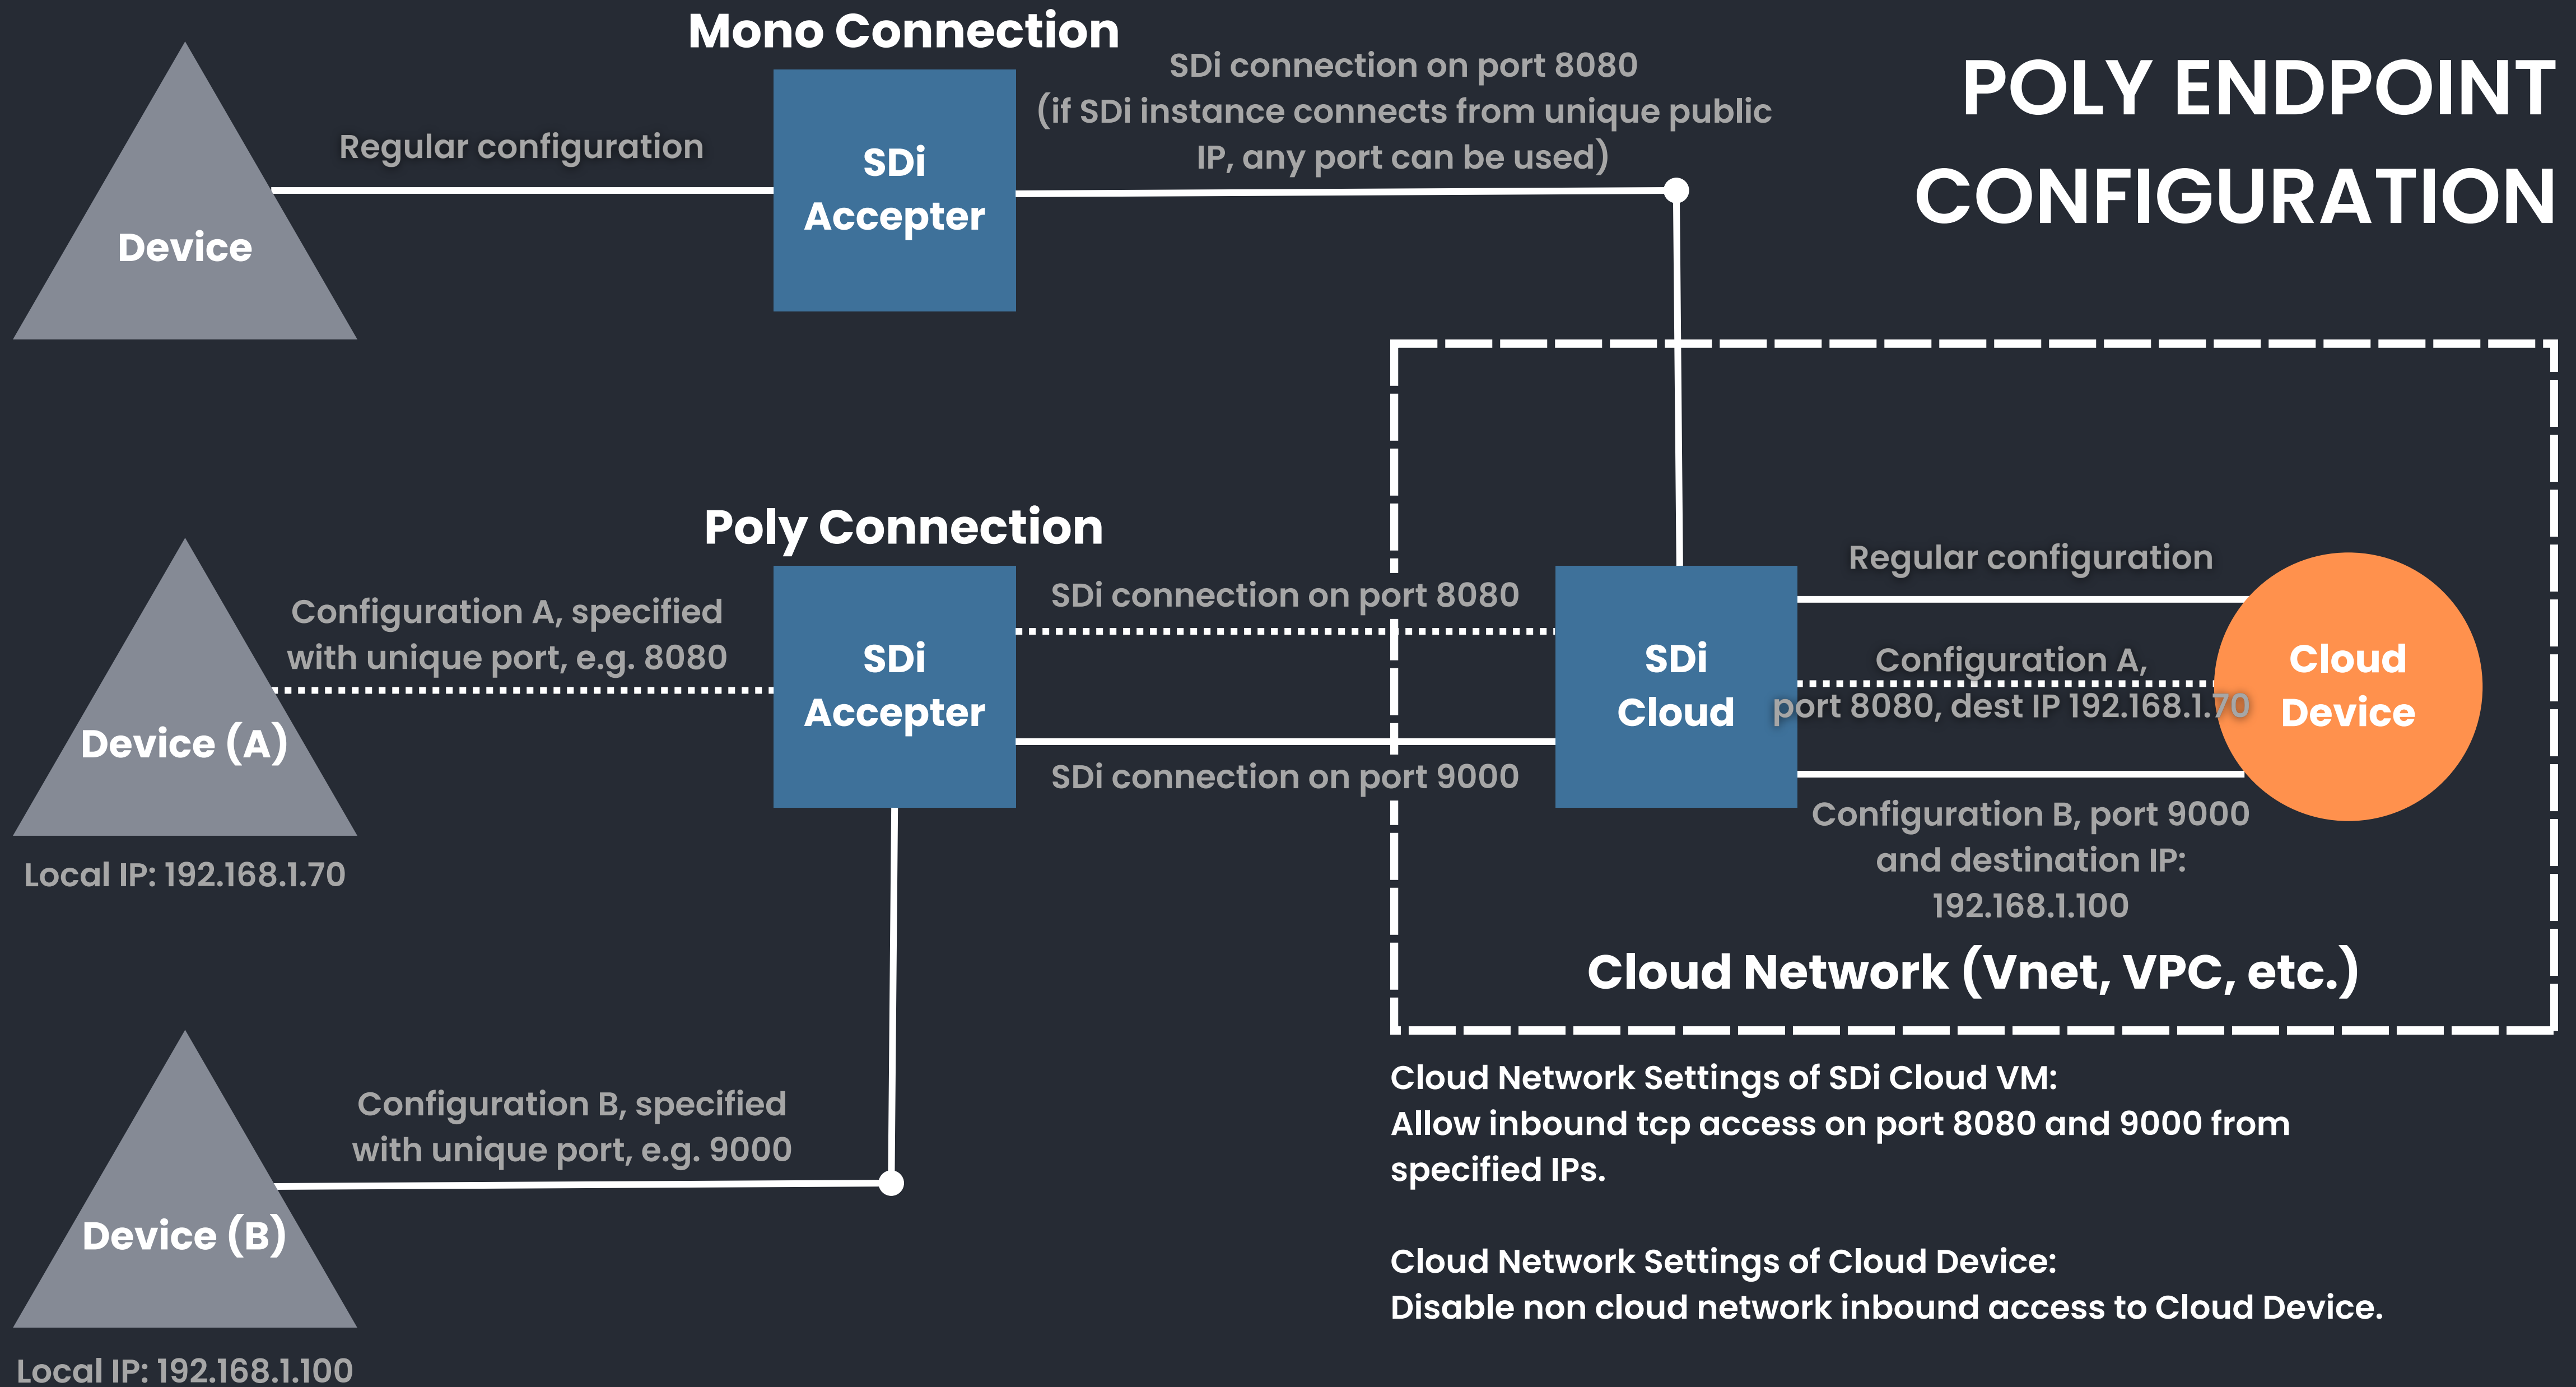 Mono Connection
SDi connection on port 8080
(if SDi instance connects from unique public
IP, any port can be used)
POLY ENDPOINT
CONFIGURATION
Regular configuration
SDi
Accepter
Device
Poly Connection
Configuration A, specified
with unique port, e.g. 8080
SDi connection on port 8080
SDi
Accepter
SDi connection on port 9000
Device (A)
Local IP: 192.168.1.70
SDi
Cloud
Regular configuration
Configuration A,
port 8080, dest IP 192.168.1.70
Cloud
Device
Configuration B, port 9000
and destination IP:
192.168.1.100
Cloud Network (Vnet, VPC, etc.)
Configuration B, specified
with unique port, e.g. 9000
Device (B)
Local IP: 192.168.1.100
Cloud Network Settings of SDi Cloud VM:
Allow inbound tcp access on port 8080 and 9000 from
specified IPs.
Cloud Network Settings of Cloud Device:
Disable non cloud network inbound access to Cloud Device.